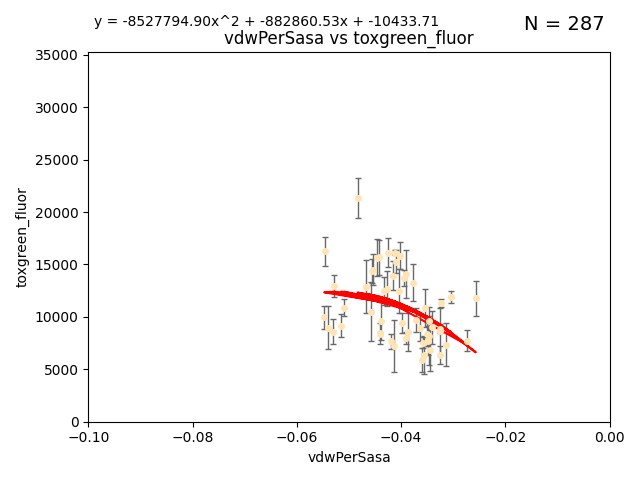 y = -8527794.90x^2 + -882860.53x + -10433.71
N = 287
vdwPerSasa vs toxgreen_fluor
35000
30000
25000
20000
15000
10000
5000
0
toxgreen_fluor
−0.10
−0.08
−0.06
−0.04
−0.02
0.00
vdwPerSasa